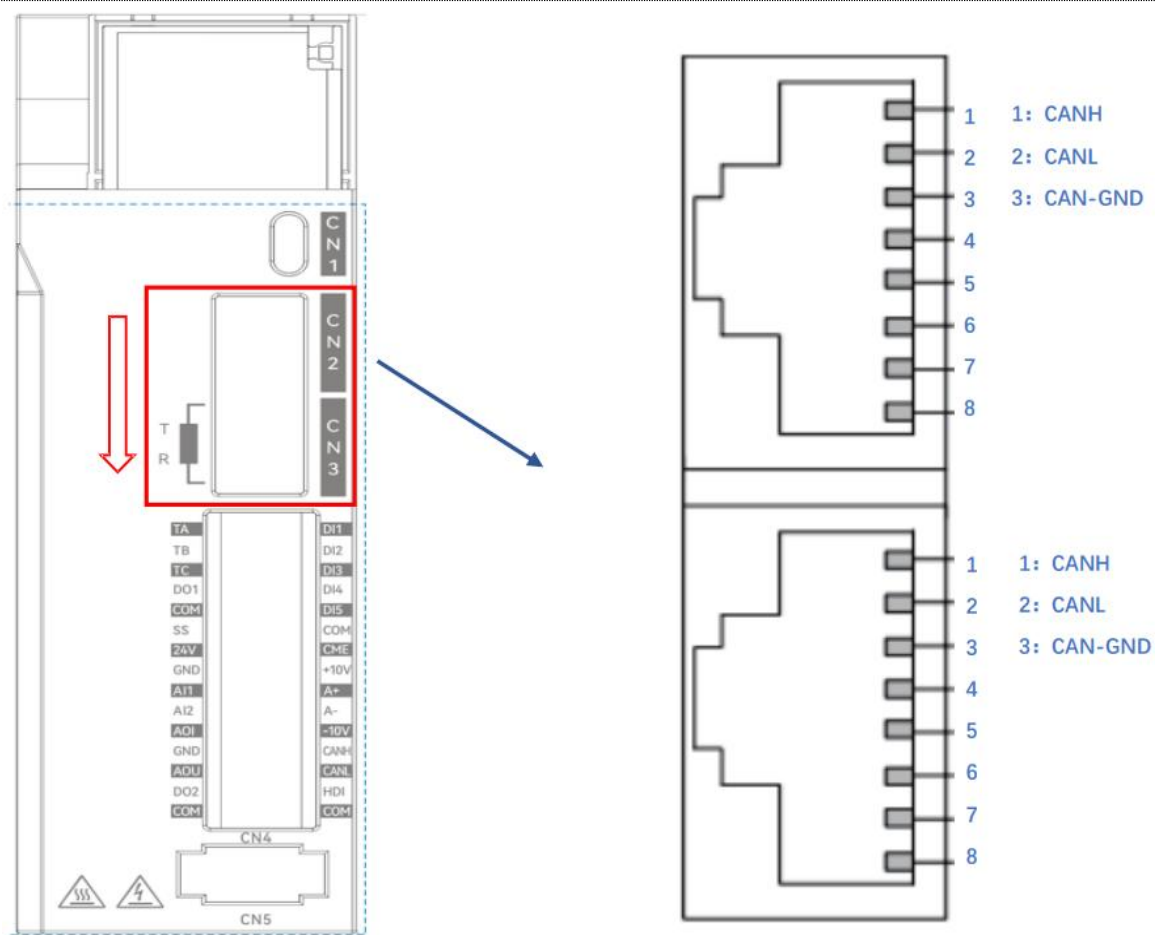 CN1
CN2
CN3
T
R
TA DI1
TB DI2
TC DI3
DO1 DI4
COM DI5
SS COM
24V CME
GND +10V
AI1 A+
AI2 A-
AOI -10V
GND CANH
AOU CANL
DO2 HDI
COM COM
CN4
CN5
1 1: CANH
2 2: CANL
3 3: CAN-GND
4
5
6
7
8
1 1: CANH
2 2: CANL
3 3: CAN-GND
4
5
6
7
8